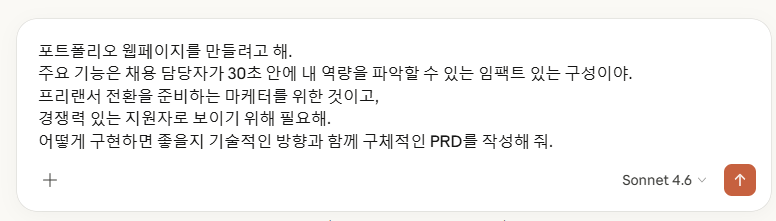 포트폴리오 웹페이지를 만들려고 해.
주요 기능은 채용 담당자가 30초 안에 내 역량을 파악할 수 있는 임팩트 있는 구성이야.
프리랜서 전환을 준비하는 마케터를 위한 것이고,
경쟁력 있는 지원자로 보이기 위해 필요해.
어떻게 구현하면 좋을지 기술적인 방향과 함께 구체적인 PRD를 작성해 줘.
Sonnet 4.6